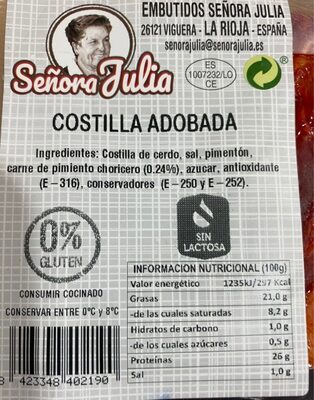 EMBUTIDOS SEÑORA JULIA
26121 VIGUERA - LA RIOJA - ESPAÑA
senorajulia@senorajulia.es
Señora Julia
ES
1007232/LO
CE
®
COSTILLA ADOBADA
Ingredientes: Costilla de cerdo, sal, pimentón,
carne de pimiento choricero (0.24%), azucar, antioxidante
(E-316), conservadores (E-250 y E-252).
0%
GLUTEN
SIN
LACTOSA
CONSUMIR COCINADO
CONSERVAR ENTRE 0ºC y 8ºC
INFORMACION NUTRICIONAL (100g)
Valor energético 1235kJ/297 Kcal
Grasas 21,0 g
-de las cuales saturadas 8,2 g
Hidratos de carbono 1,0 g
-de los cuales azúcares 0,5 g
Proteinas 26 g
Sal 1,0 g
8 423348 402190